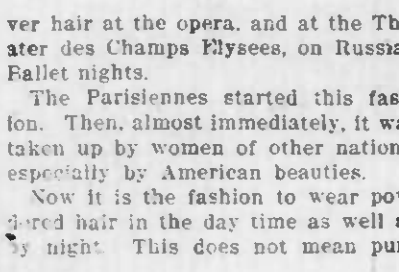 ver hair at the opera, and at the Th
ater des Champs Elysees, on Russia
Ballet nights.
The Parisiennes started this fas
ion. Then, almost immediately, it wa
taken up by women of other nation
especially by American beauties.
Now it is the fashion to wear pow
dered hair in the day time as well a
by night. This does not mean pur